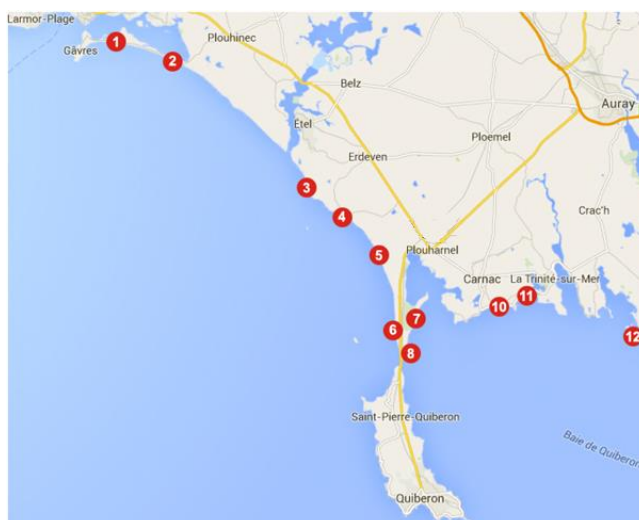 Larmor-Plage
Plouhinec
Gâvres
1
2
Belz
Auray
Étel
Ploemel
Erdeven
3
4
Crac'h
5
Plouharnel
Carnac
La Trinité-sur-Mer
10
11
7
6
8
12
Saint-Pierre-Quiberon
Baie de Quiberon
Quiberon